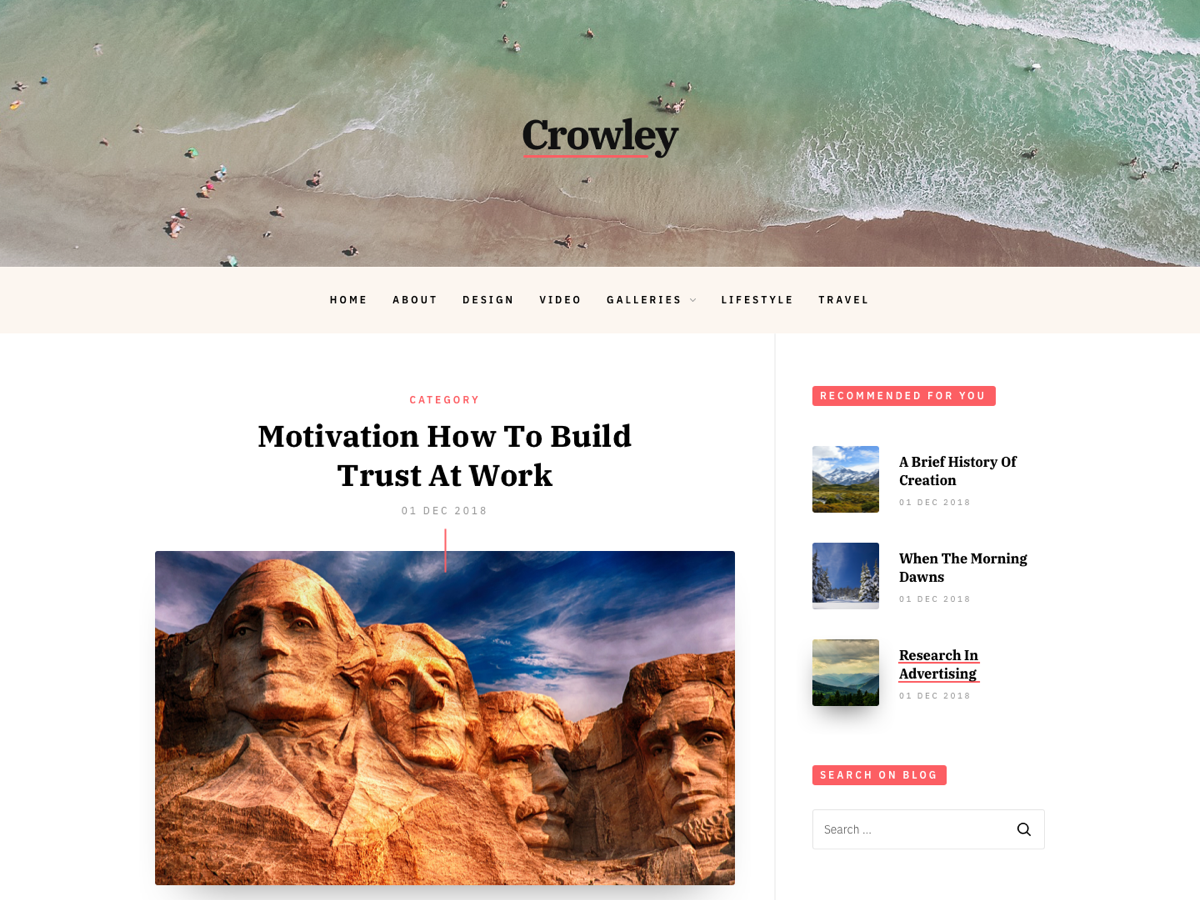 Crowley
HOME ABOUT DESIGN VIDEO GALLERIES LIFESTYLE TRAVEL
CATEGORY
Motivation How To Build
Trust At Work
01 DEC 2018
RECOMMENDED FOR YOU
A Brief History Of
Creation
01 DEC 2018
When The Morning
Dawns
01 DEC 2018
Research In
Advertising
01 DEC 2018
SEARCH ON BLOG
Search ...